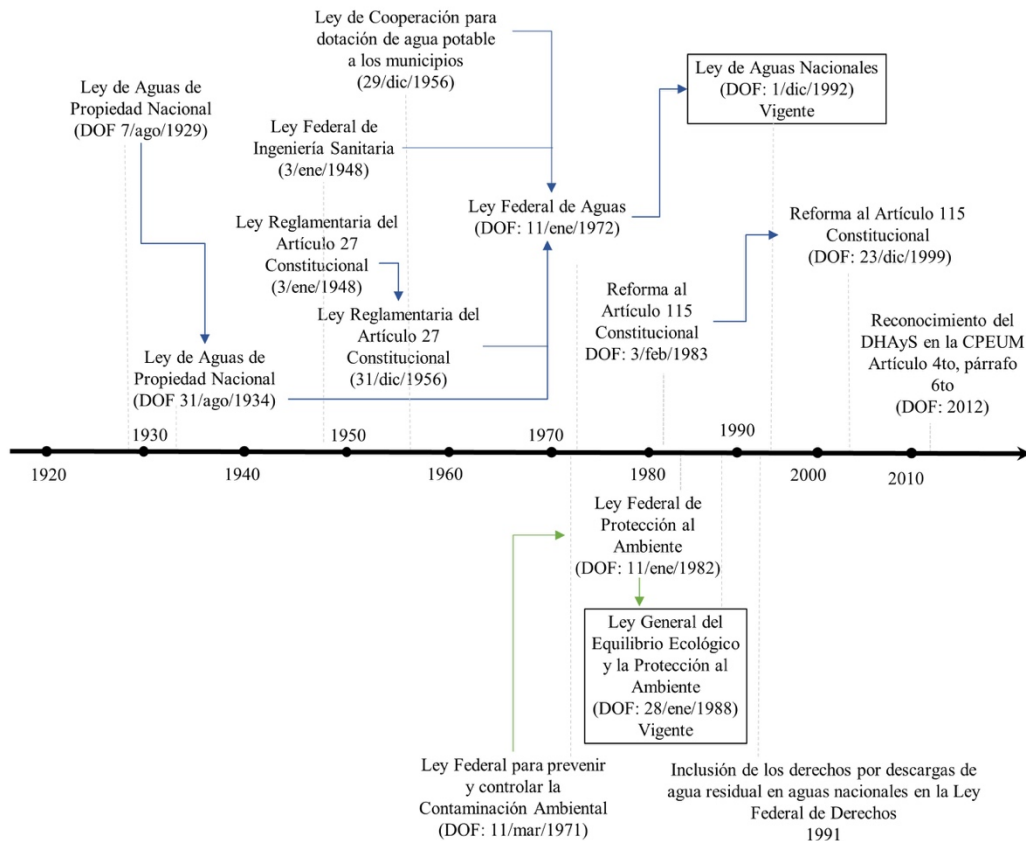 Ley de Cooperación para
dotación de agua potable
a los municipios
(29/dic/1956)
Ley de Aguas de
Propiedad Nacional
(DOF 7/ago/1929)
Ley de Aguas Nacionales
(DOF: 1/dic/1992)
Vigente
Ley Federal de
Ingeniería Sanitaria
(3/ene/1948)
Ley Federal de Aguas
(DOF: 11/ene/1972)
Reforma al Artículo 115
Constitucional
(DOF: 23/dic/1999)
Ley Reglamentaria del
Artículo 27
Constitucional
(3/ene/1948)
Reforma al
Artículo 115
Constitucional
DOF: 3/feb/1983
Ley Reglamentaria del
Artículo 27
Constitucional
(31/dic/1956)
Reconocimiento del
DHAyS en la CPEUM
Artículo 4to, párrafo
6to
(DOF: 2012)
Ley de Aguas de
Propiedad Nacional
(DOF 31/ago/1934)
1930 1950 1970 1990
1920 1940 1960 1980 2000 2010
Ley Federal de
Protección al
Ambiente
(DOF: 11/ene/1982)
Ley General del
Equilibrio Ecológico
y la Protección al
Ambiente
(DOF: 28/ene/1988)
Vigente
Ley Federal para prevenir
y controlar la
Contaminación Ambiental
(DOF: 11/mar/1971)
Inclusión de los derechos por descargas de
agua residual en aguas nacionales en la Ley
Federal de Derechos
1991